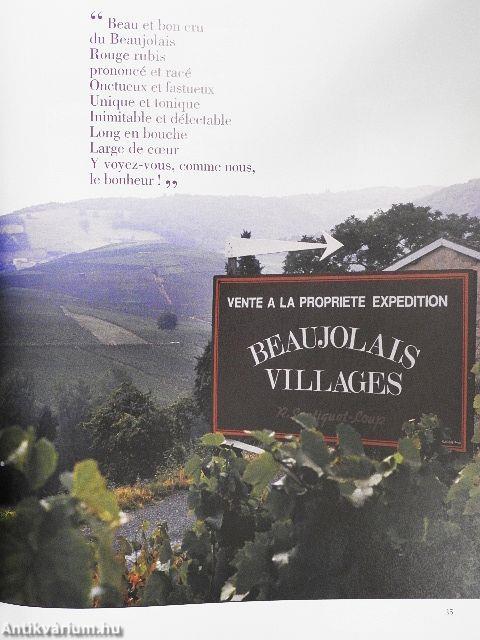 “ Beau et bon cru
du Beaujolais
Rouge rubis
prononcé et racé
Onctueux et fastueux
Unique et tonique
Inimitable et délectable
Long en bouche
Large de cœur
Y voyez-vous, comme nous,
le bonheur ! ”
VENTE A LA PROPRIETE EXPEDITION
BEAUJOLAIS
VILLAGES
Antikvárium.hu